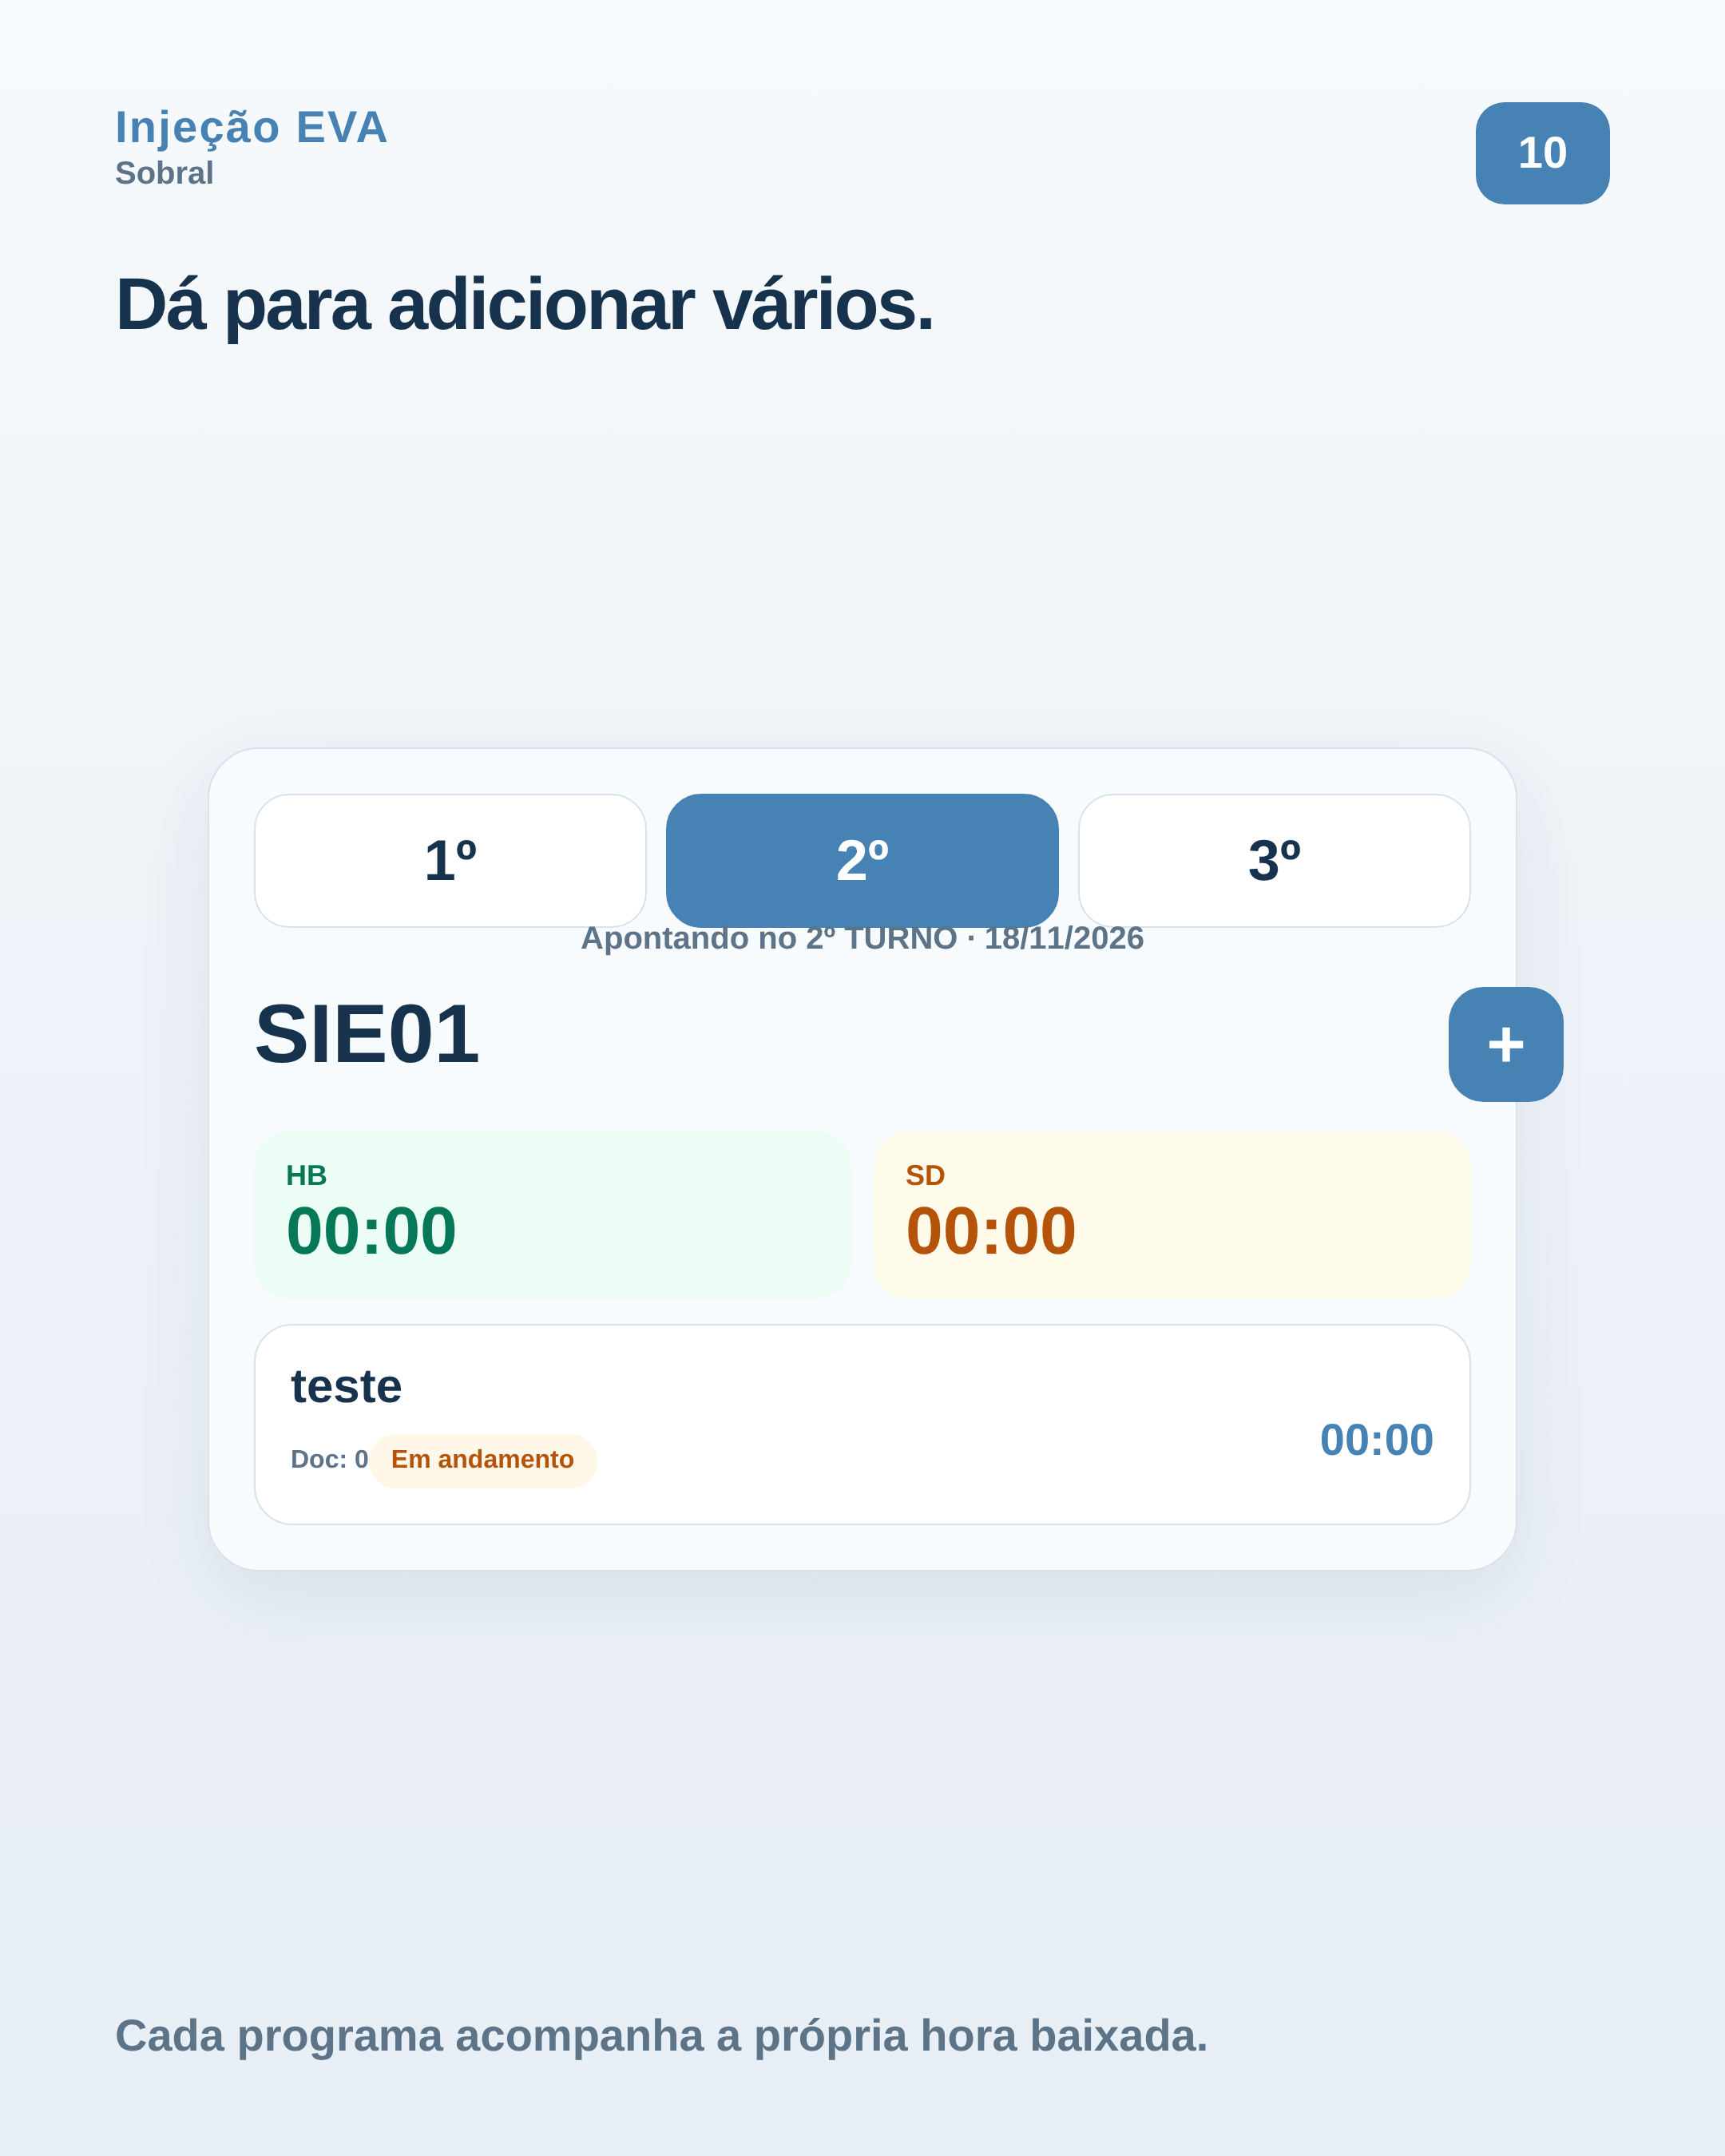 Injeção EVA
Sobral
10
Dá para adicionar vários.
1º
2º
3º
Apontando no 2º TURNO · 18/11/2026
SIE01
+
HB
00:00
SD
00:00
teste
Doc: 0
Em andamento
00:00
Cada programa acompanha a própria hora baixada.